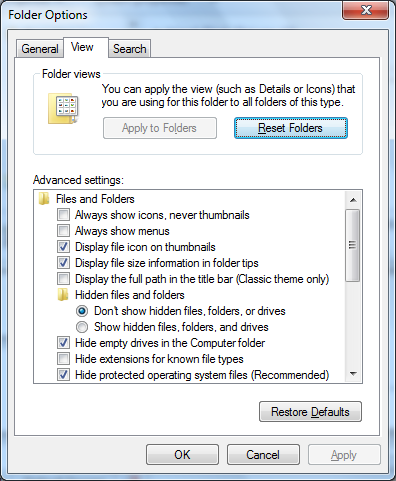 Folder Options
General View Search
Folder views
You can apply the view (such as Details or Icons) that
you are using for this folder to all folders of this type.
Apply to Folders Reset Folders
Advanced settings:
Files and Folders
Always show icons, never thumbnails
Always show menus
Display file icon on thumbnails
Display file size information in folder tips
Display the full path in the title bar (Classic theme only)
Hidden files and folders
Don't show hidden files, folders, or drives
Show hidden files, folders, and drives
Hide empty drives in the Computer folder
Hide extensions for known file types
Hide protected operating system files (Recommended)
Restore Defaults
OK Cancel Apply